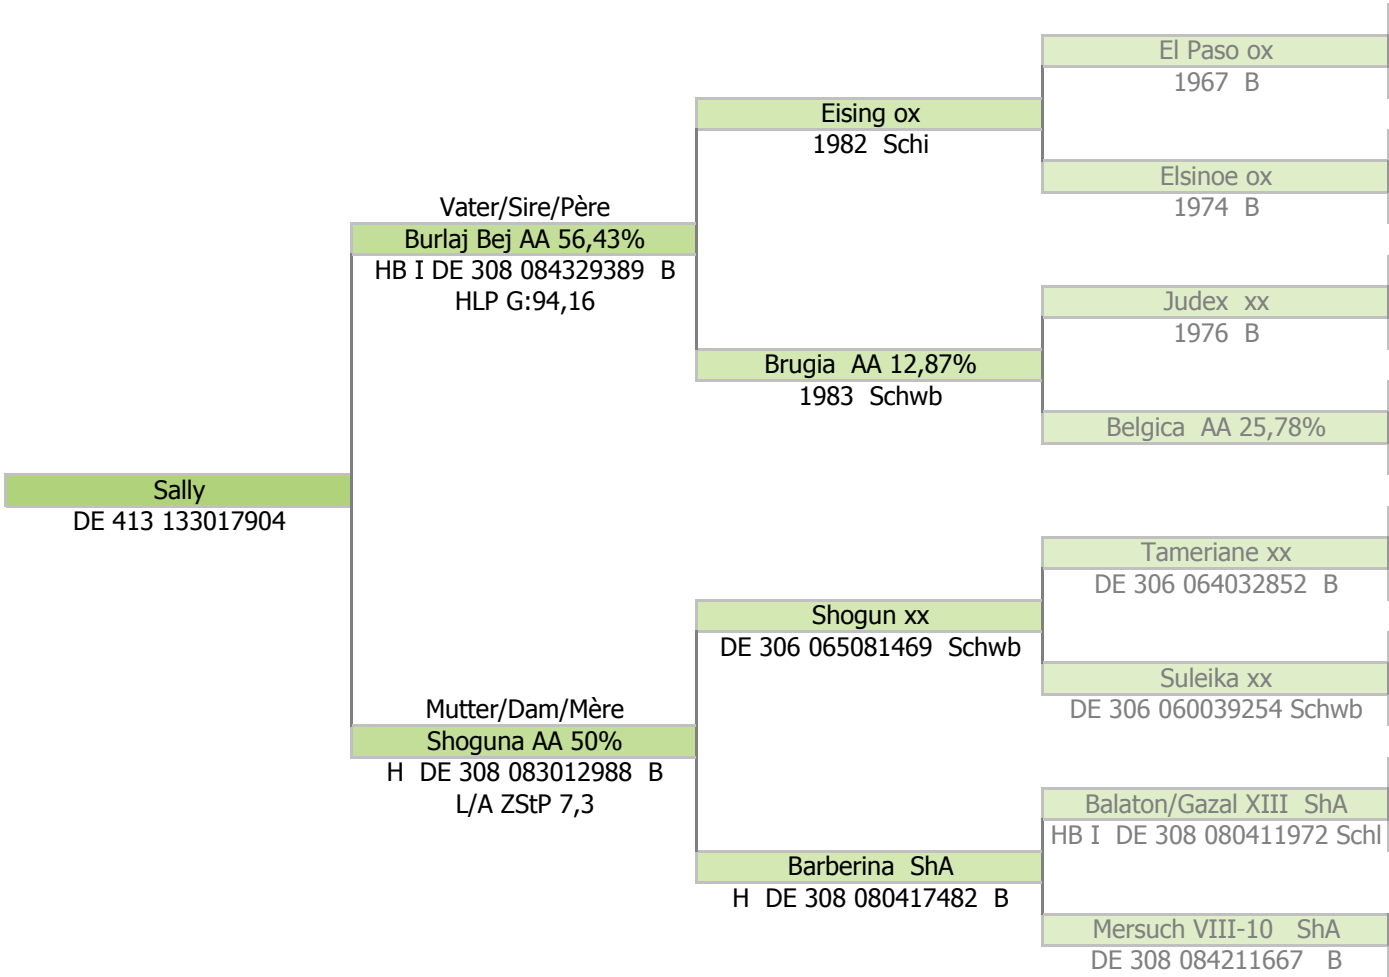 El Paso ox
1967 B
Eising ox
1982 Schi
Elsinoe ox
1974 B
Vater/Sire/Père
Burlaj Bej AA 56,43%
HB I DE 308 084329389 B
HLP G:94,16
Judex xx
1976 B
Brugia AA 12,87%
1983 Schwb
Belgica AA 25,78%
Sally
DE 413 133017904
Tameriane xx
DE 306 064032852 B
Shogun xx
DE 306 065081469 Schwb
Suleika xx
DE 306 060039254 Schwb
Mutter/Dam/Mère
Shoguna AA 50%
H DE 308 083012988 B
L/A ZStP 7,3
Balaton/Gazal XIII ShA
HB I DE 308 080411972 Schl
Barberina ShA
H DE 308 080417482 B
Mersuch VIII-10 ShA
DE 308 084211667 B